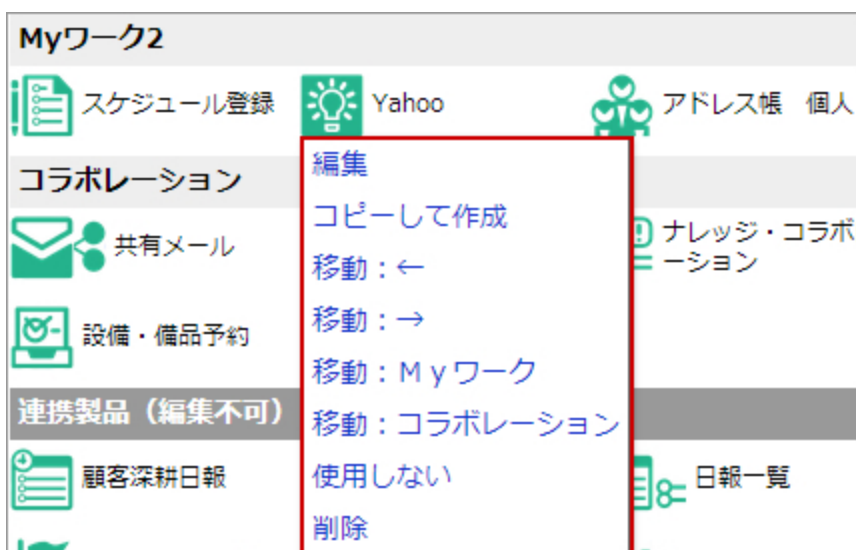 Myワーク2
スケジュール登録
Yahoo
アドレス帳　個人
コラボレーション
編集
コピーして作成
移動：←
移動：→
移動：Ｍｙワーク
移動：コラボレーション
使用しない
削除
共有メール
ナレッジ・コラボ
ーション
設備・備品予約
連携製品（編集不可）
顧客深耕日報
日報一覧